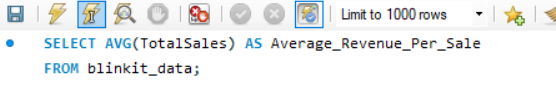 Limit to 1000 rows
SELECT AVG(TotalSales) AS Average_Revenue_Per_Sale
FROM blinkit_data;